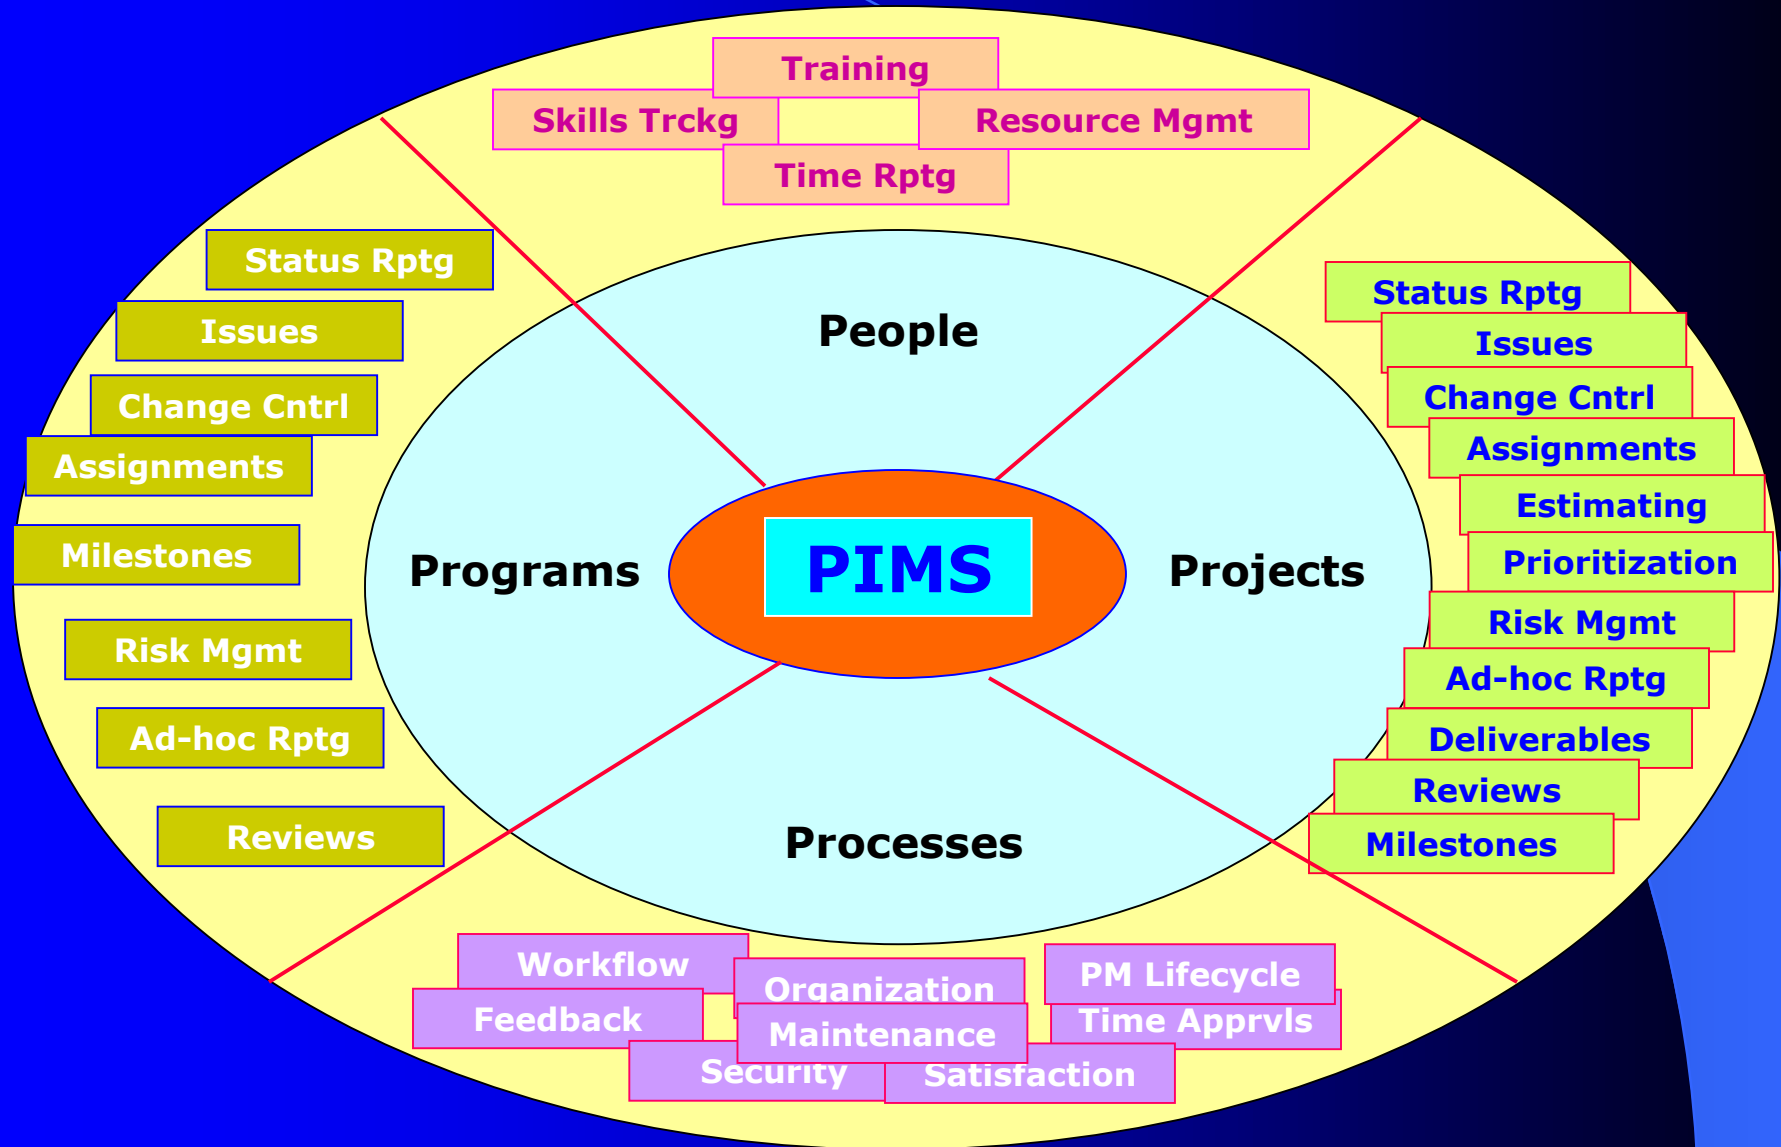 Training
Skills Trckg
Resource Mgmt
Time Rptg
People
Status Rptg
Issues
Change Cntrl
Assignments
Milestones
Risk Mgmt
Ad-hoc Rptg
Reviews
Programs
PIMS
Projects
Status Rptg
Issues
Change Cntrl
Assignments
Estimating
Prioritization
Risk Mgmt
Ad-hoc Rptg
Deliverables
Reviews
Milestones
Processes
Workflow
Organization
PM Lifecycle
Feedback
Maintenance
Time Apprvls
Security
Satisfaction